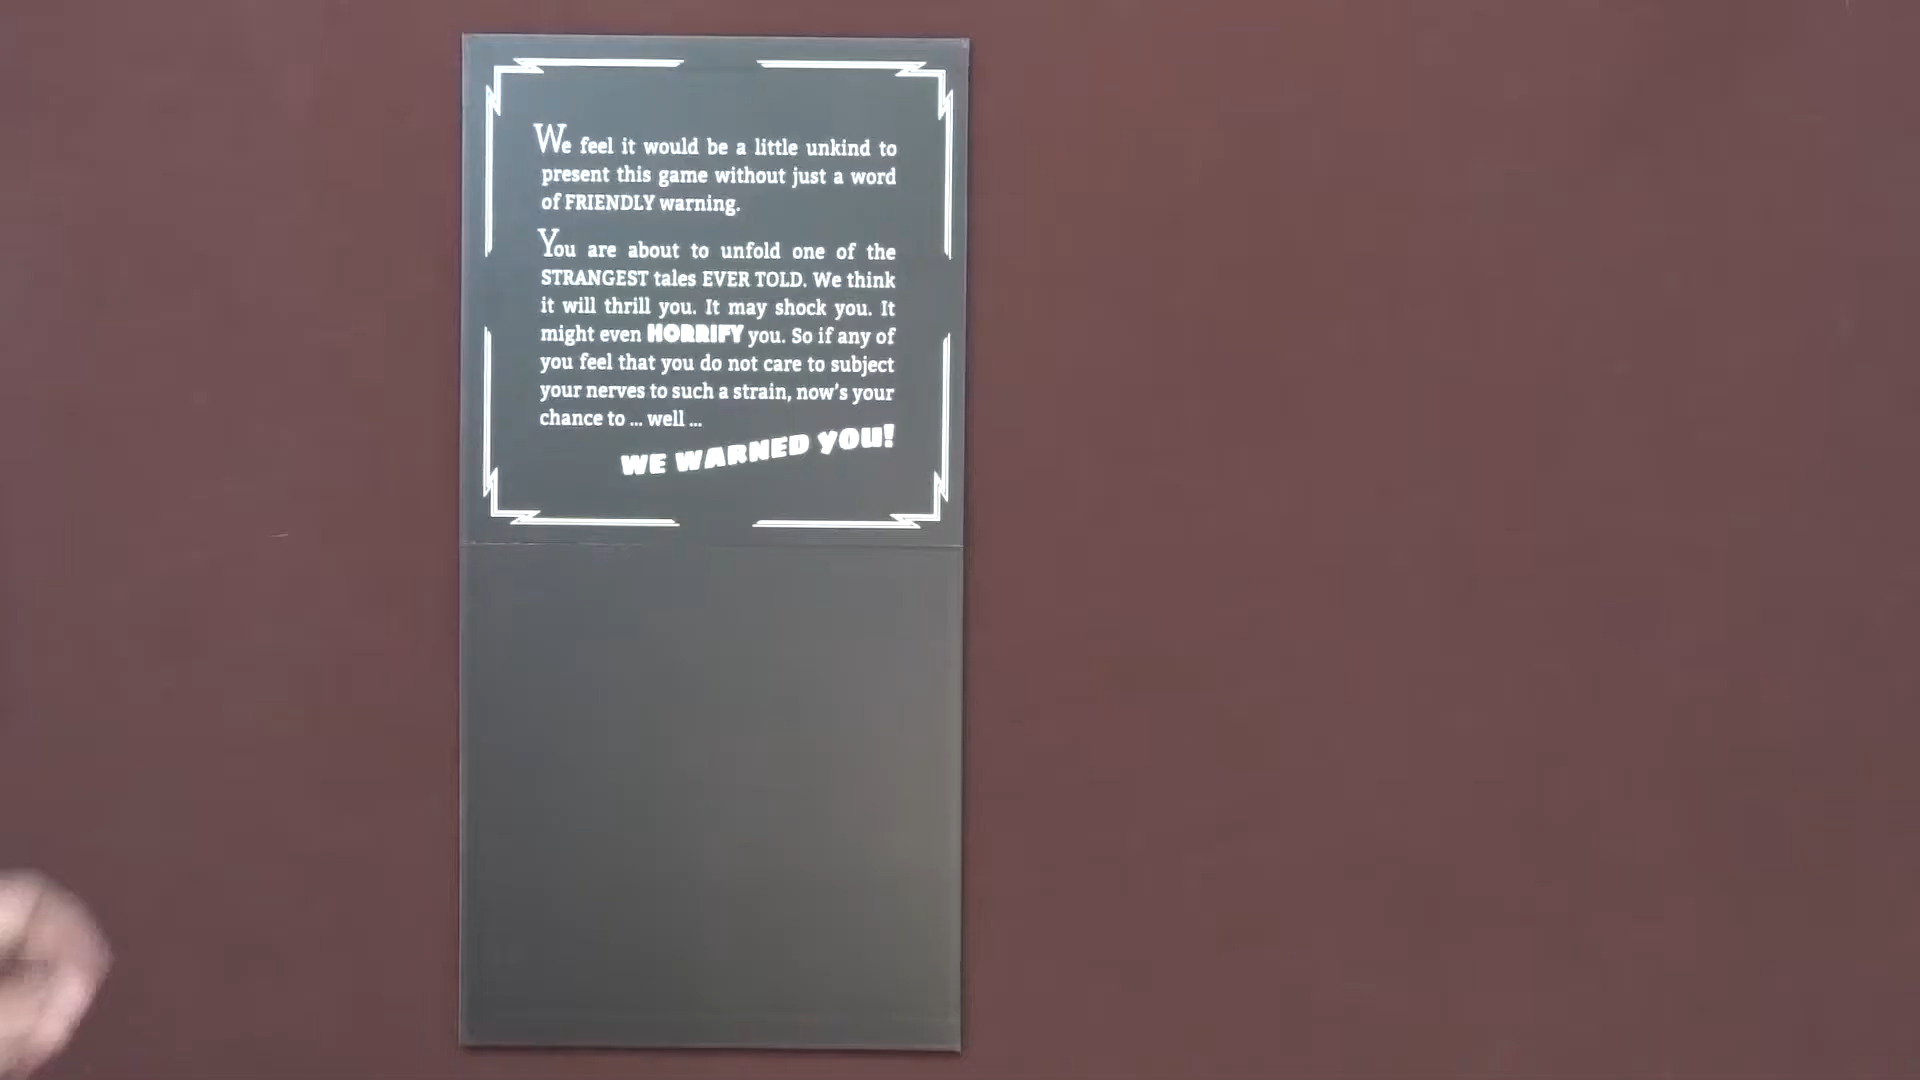 We feel it would be a little unkind to
present this game without just a word
of FRIENDLY warning.
You are about to unfold one of the
STRANGEST tales EVER TOLD. We think
it will thrill you. It may shock you. It
might even HORRIFY you. So if any of
you feel that you do not care to subject
your nerves to such a strain, now's your
chance to ... well ...
WE WARNED YOU!